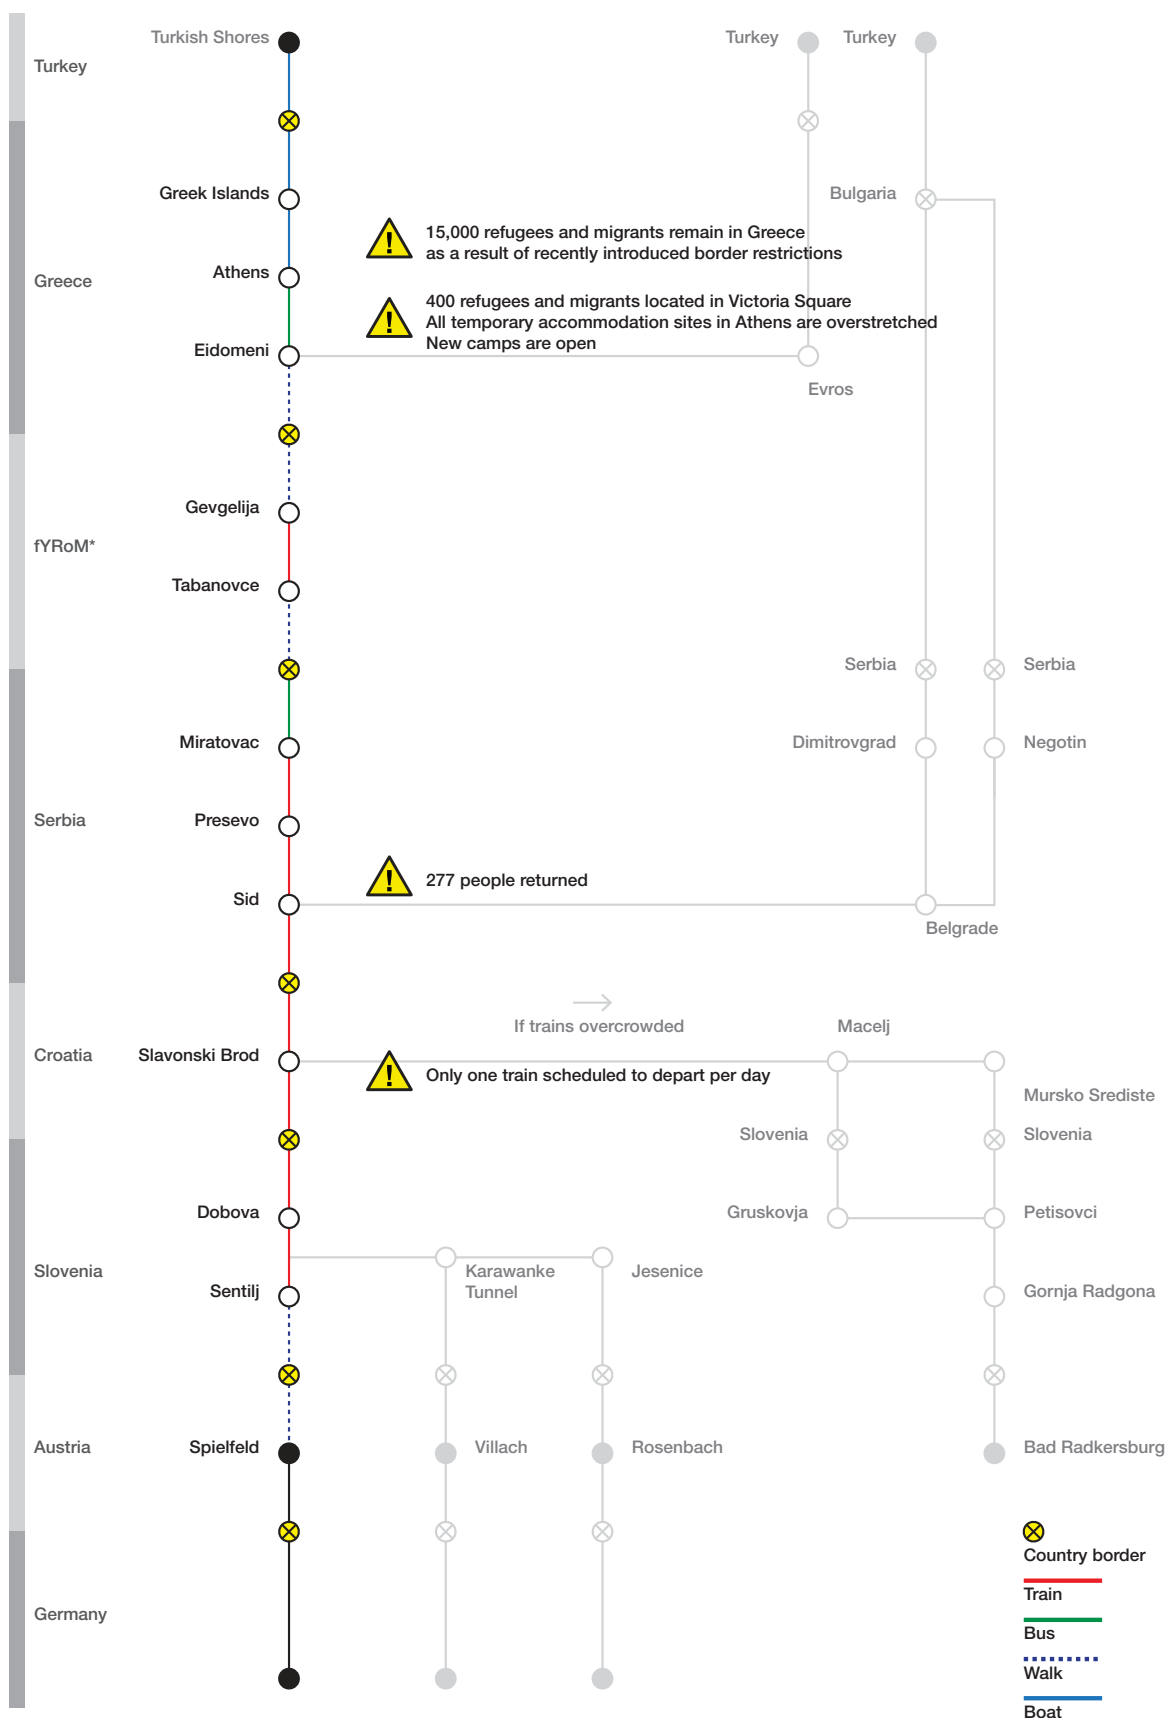 Turkish Shores
Turkey
Turkey
Turkey
Greek Islands
Bulgaria
15,000 refugees and migrants remain in Greece
as a result of recently introduced border restrictions
Athens
Greece
400 refugees and migrants located in Victoria Square
All temporary accommodation sites in Athens are overstretched
New camps are open
Eidomeni
Evros
Gevgelija
fYRoM*
Tabanovce
Serbia
Serbia
Miratovac
Dimitrovgrad
Negotin
Serbia
Presevo
277 people returned
Sid
Belgrade
If trains overcrowded
Macelj
Croatia
Slavonski Brod
Only one train scheduled to depart per day
Mursko Srediste
Slovenia
Slovenia
Dobova
Gruskovja
Petisovci
Slovenia
Karawanke
Tunnel
Jesenice
Sentilj
Gornja Radgona
Austria
Spielfeld
Villach
Rosenbach
Bad Radkersburg
Country border
Train
Germany
Bus
Walk
Boat